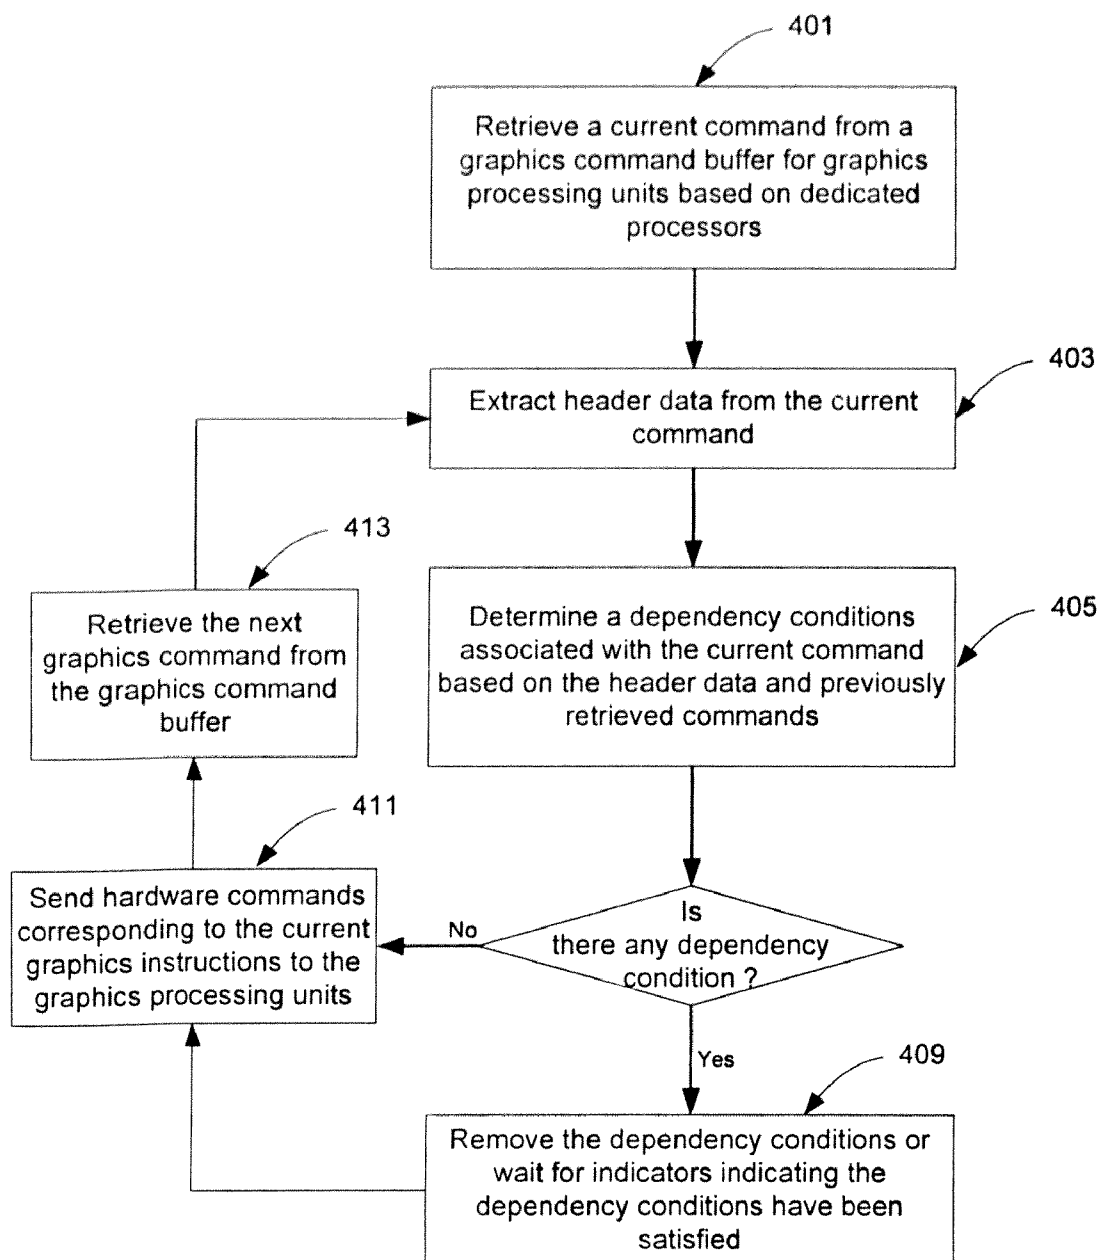 401
Retrieve a current command from a
graphics command buffer for graphics
processing units based on dedicated
processors
403
Extract header data from the current
command
413
Retrieve the next
graphics command from
the graphics command
buffer
405
Determine a dependency conditions
associated with the current command
based on the header data and previously
retrieved commands
411
Send hardware commands
corresponding to the current
graphics instructions to the
graphics processing units
No
Is
there any dependency
condition ?
Yes
409
Remove the dependency conditions or
wait for indicators indicating the
dependency conditions have been
satisfied